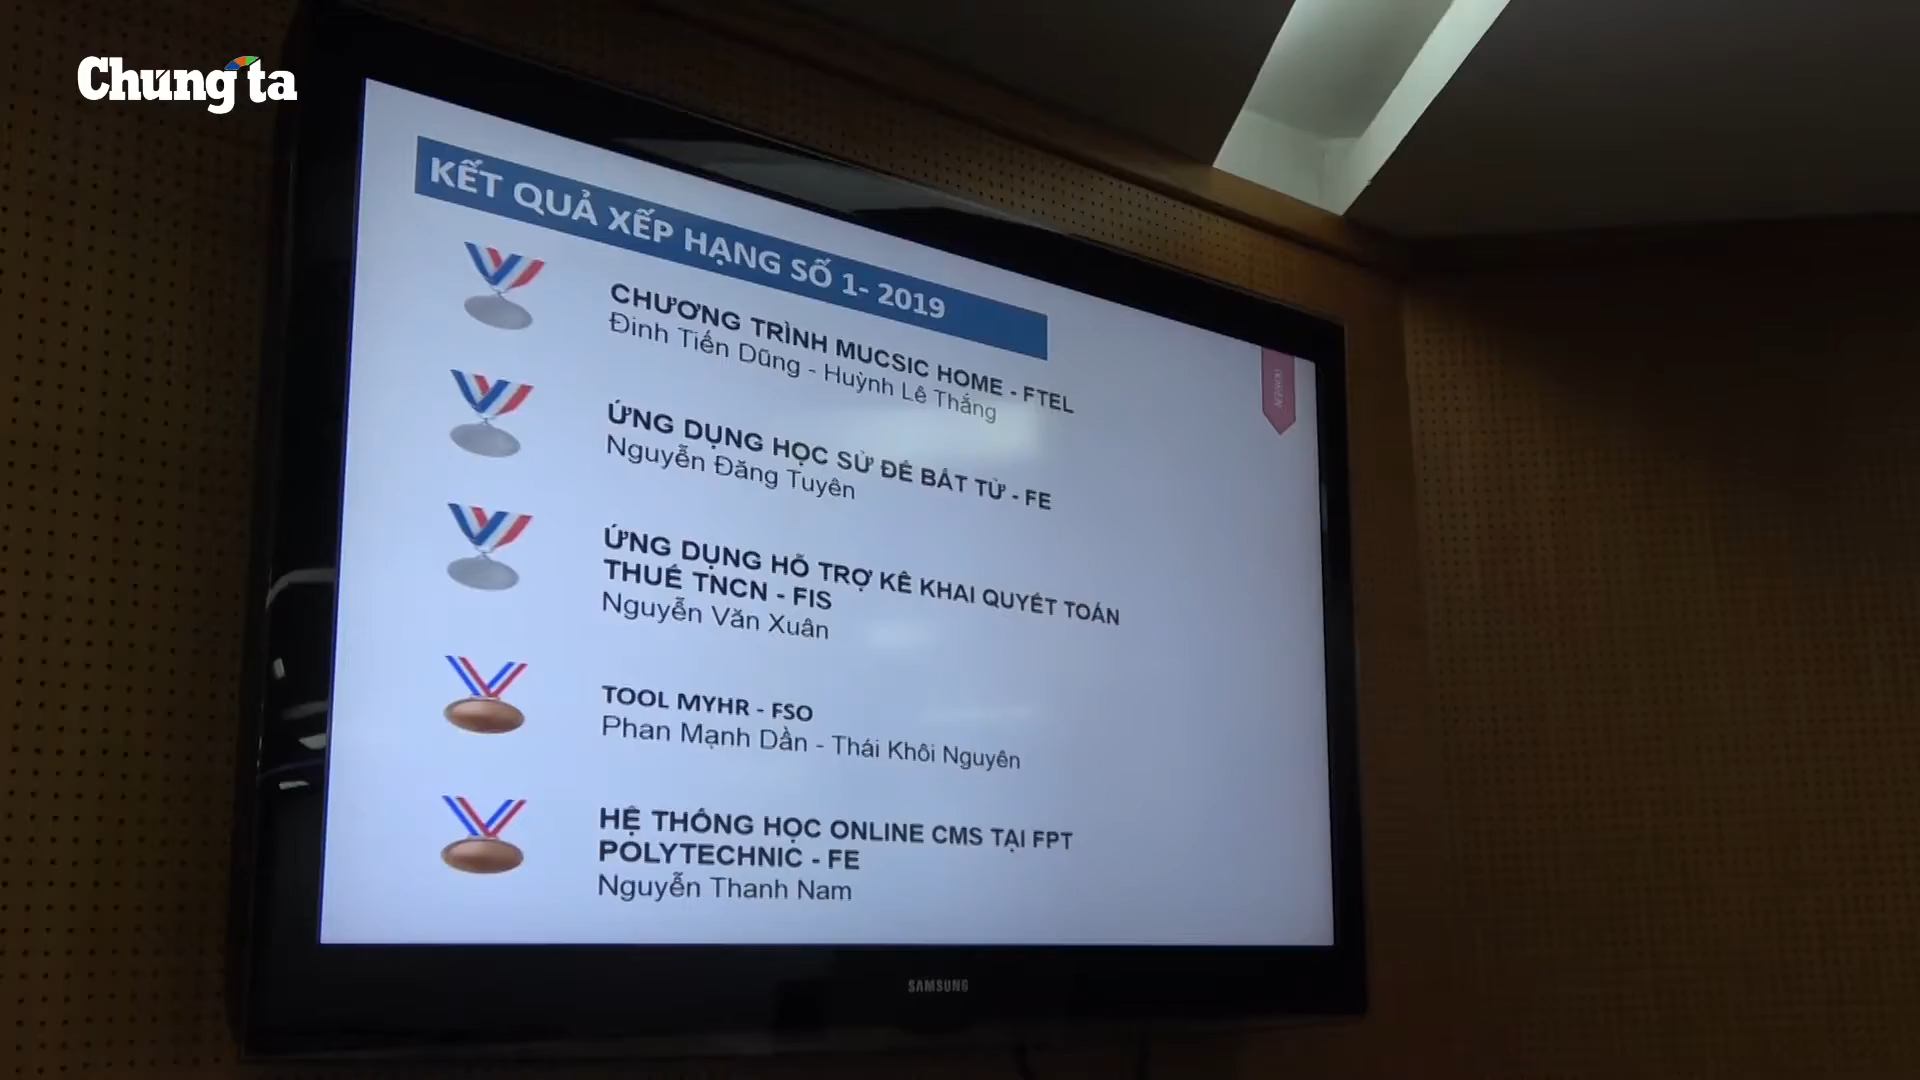 Chúng ta
KẾT QUẢ XẾP HẠNG SỐ 1- 2019
CHƯƠNG TRÌNH MUCSIC HOME - FTEL
Đinh Tiến Dũng - Huỳnh Lê Thắng
ỨNG DỤNG HỌC SỬ ĐỂ BẤT TỬ - FE
Nguyễn Đăng Tuyên
ỨNG DỤNG HỖ TRỢ KÊ KHAI QUYẾT TOÁN
THUẾ TNCN - FIS
Nguyễn Văn Xuân
TOOL MYHR - FSO
Phan Mạnh Dần - Thái Khôi Nguyên
HỆ THỐNG HỌC ONLINE CMS TẠI FPT
POLYTECHNIC - FE
Nguyễn Thanh Nam
SAMSUNG